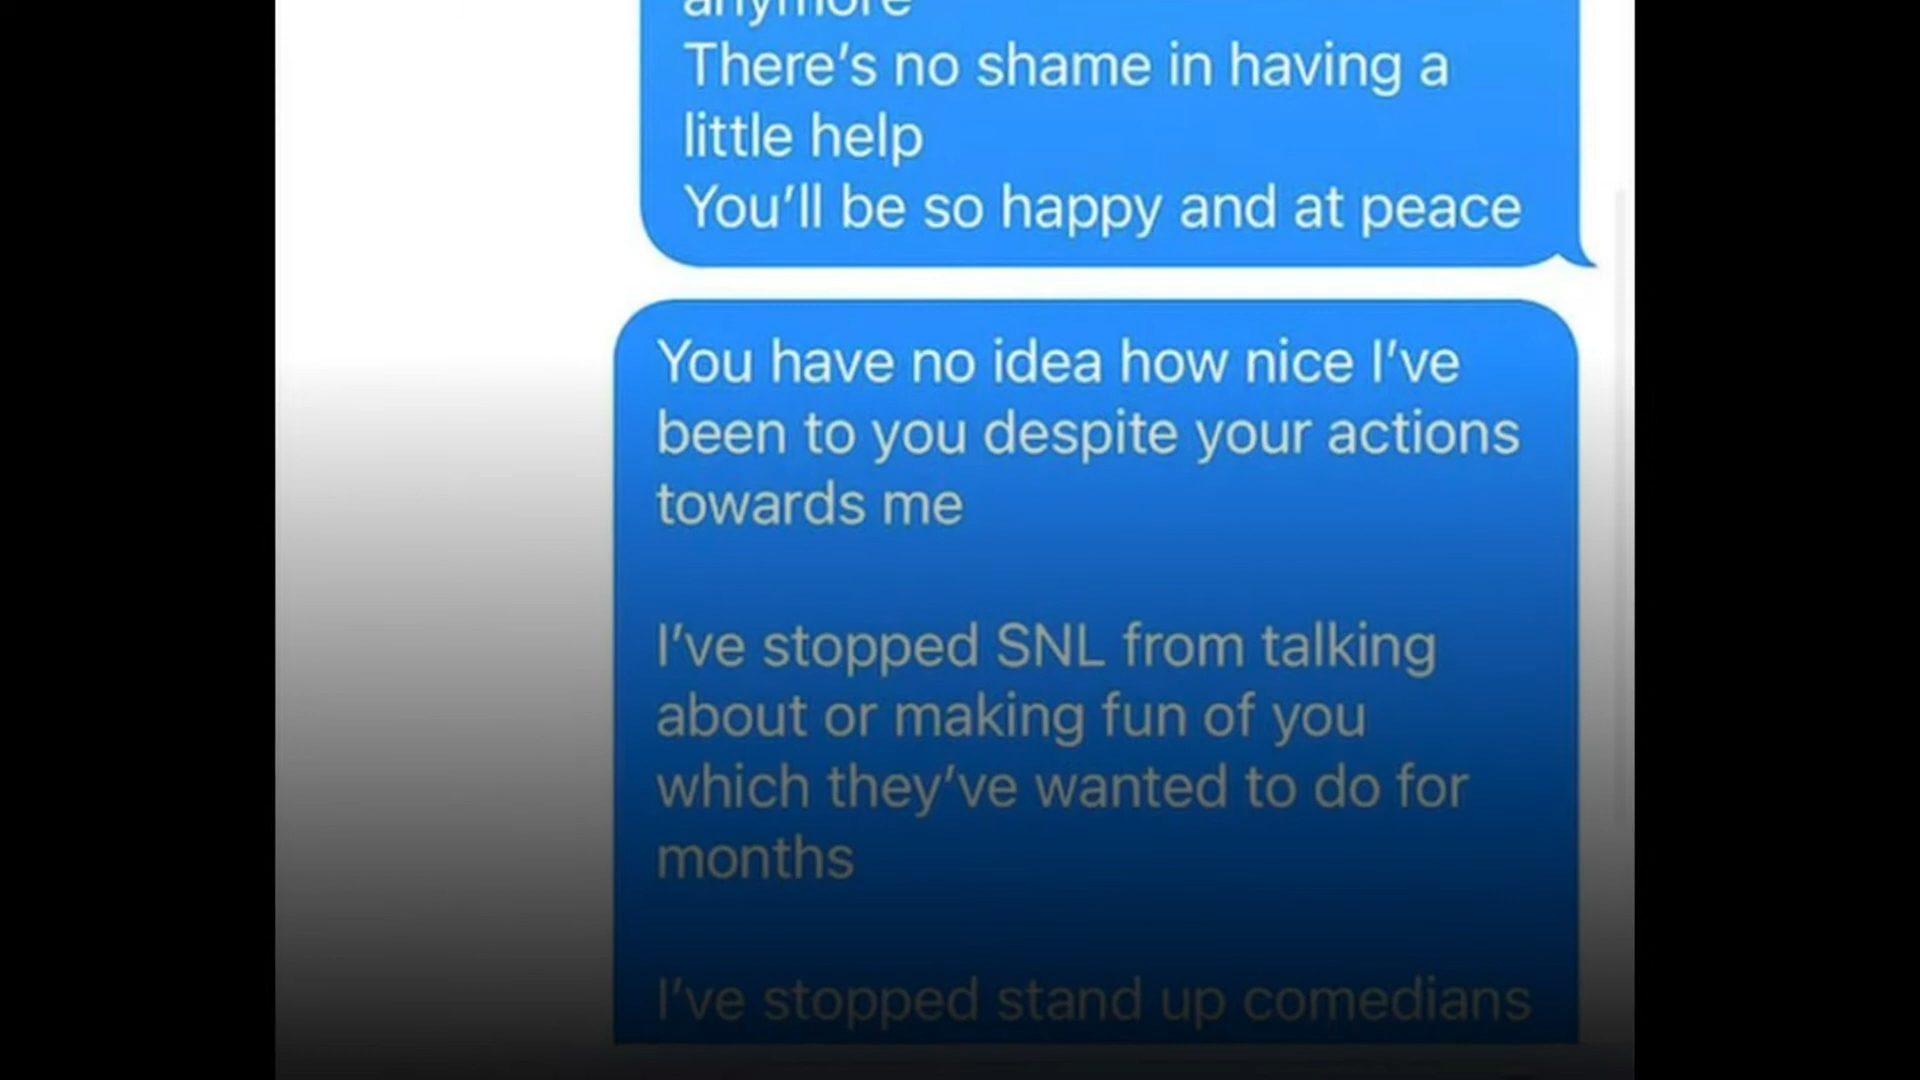 anymore
There's no shame in having a
little help
You'll be so happy and at peace
You have no idea how nice I've
been to you despite your actions
towards me
I've stopped SNL from talking
about or making fun of you
which they've wanted to do for
months
I've stopped stand up comedians